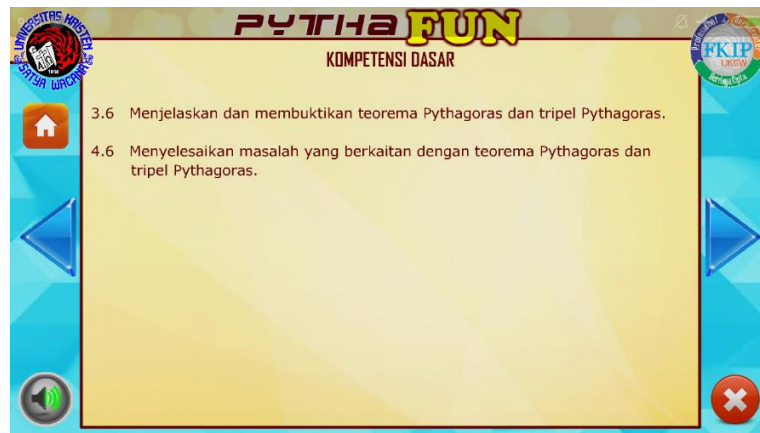 PYTHA FUN
KOMPETENSI DASAR
3.6 Menjelaskan dan membuktikan teorema Pythagoras dan tripel Pythagoras.
4.6 Menyelesaikan masalah yang berkaitan dengan teorema Pythagoras dan
tripel Pythagoras.
UNIVERSITAS KRISTEN
SATYA WACANA
1956
FKIP
UKSW